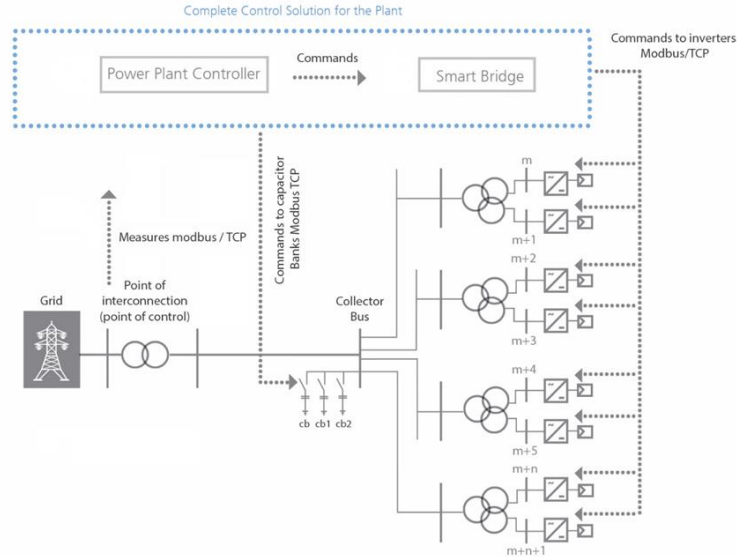 Complete Control Solution for the Plant
Power Plant Controller
Commands
Smart Bridge
Commands to inverters
Modbus/TCP
Commands to capacitor
Banks Modbus TCP
Measures modbus / TCP
Grid
Point of
interconnection
(point of control)
Collector
Bus
cb cb1 cb2
m
m+1
m+2
m+3
m+4
m+5
m+n
m+n+1